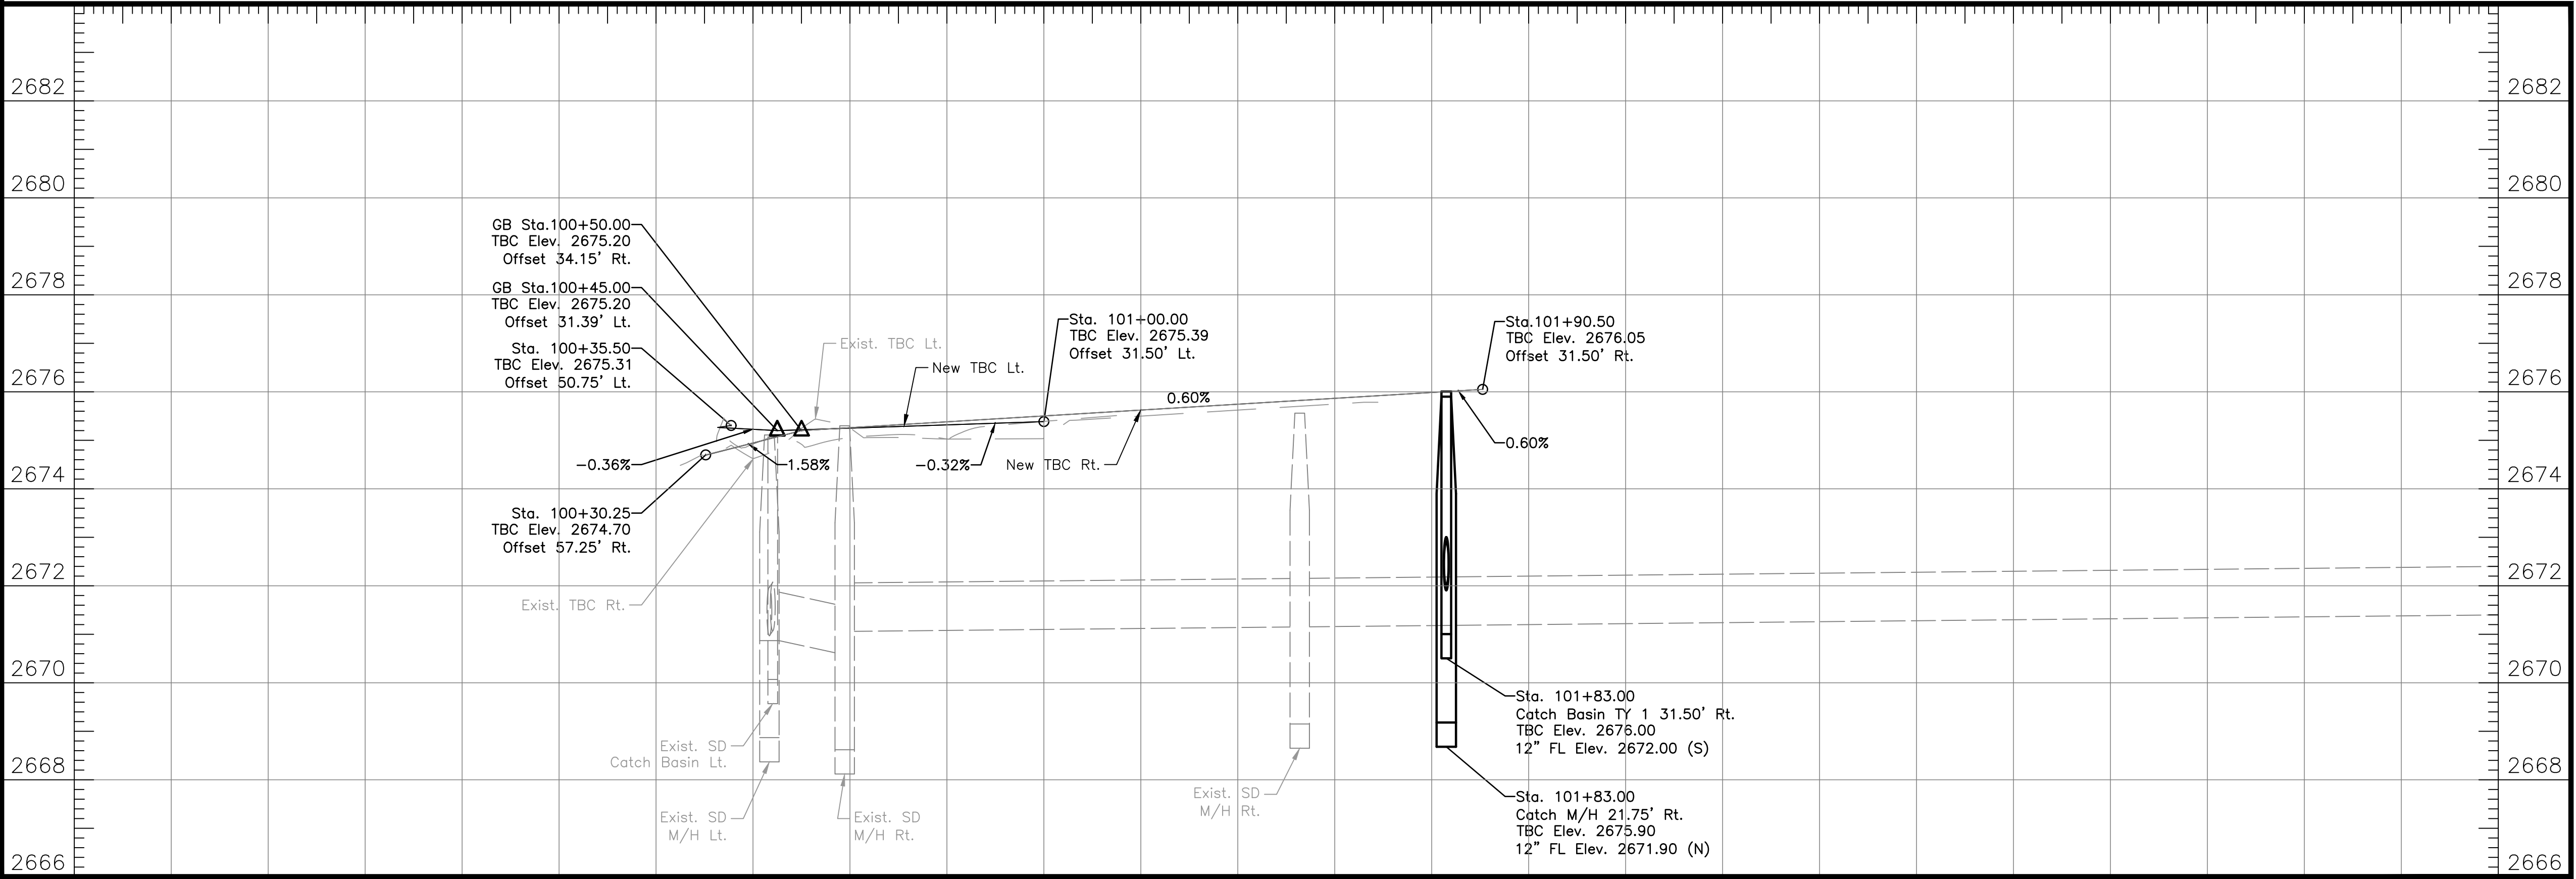 2682
2682
2680
2680
GB Sta.100+50.00
TBC Elev. 2675.20
Offset 34.15' Rt.
2678
2678
GB Sta.100+45.00
TBC Elev. 2675.20
Offset 31.39' Lt.
Sta. 100+35.50
TBC Elev. 2675.31
Offset 50.75' Lt.
Exist. TBC Lt.
New TBC Lt.
Sta. 101+00.00
TBC Elev. 2675.39
Offset 31.50' Lt.
Sta.101+90.50
TBC Elev. 2676.05
Offset 31.50' Rt.
2676
2676
0.60%
0.60%
-0.36%
1.58%
-0.32%
New TBC Rt.
2674
2674
Sta. 100+30.25
TBC Elev. 2674.70
Offset 57.25' Rt.
2672
2672
Exist. TBC Rt.
2670
2670
Sta. 101+83.00
Catch Basin TY 1 31.50' Rt.
TBC Elev. 2676.00
12" FL Elev. 2672.00 (S)
Exist. SD
Catch Basin Lt.
2668
2668
Exist. SD
M/H Lt.
Exist. SD
M/H Rt.
Exist. SD
M/H Rt.
Sta. 101+83.00
Catch M/H 21.75' Rt.
TBC Elev. 2675.90
12" FL Elev. 2671.90 (N)
2666
2666